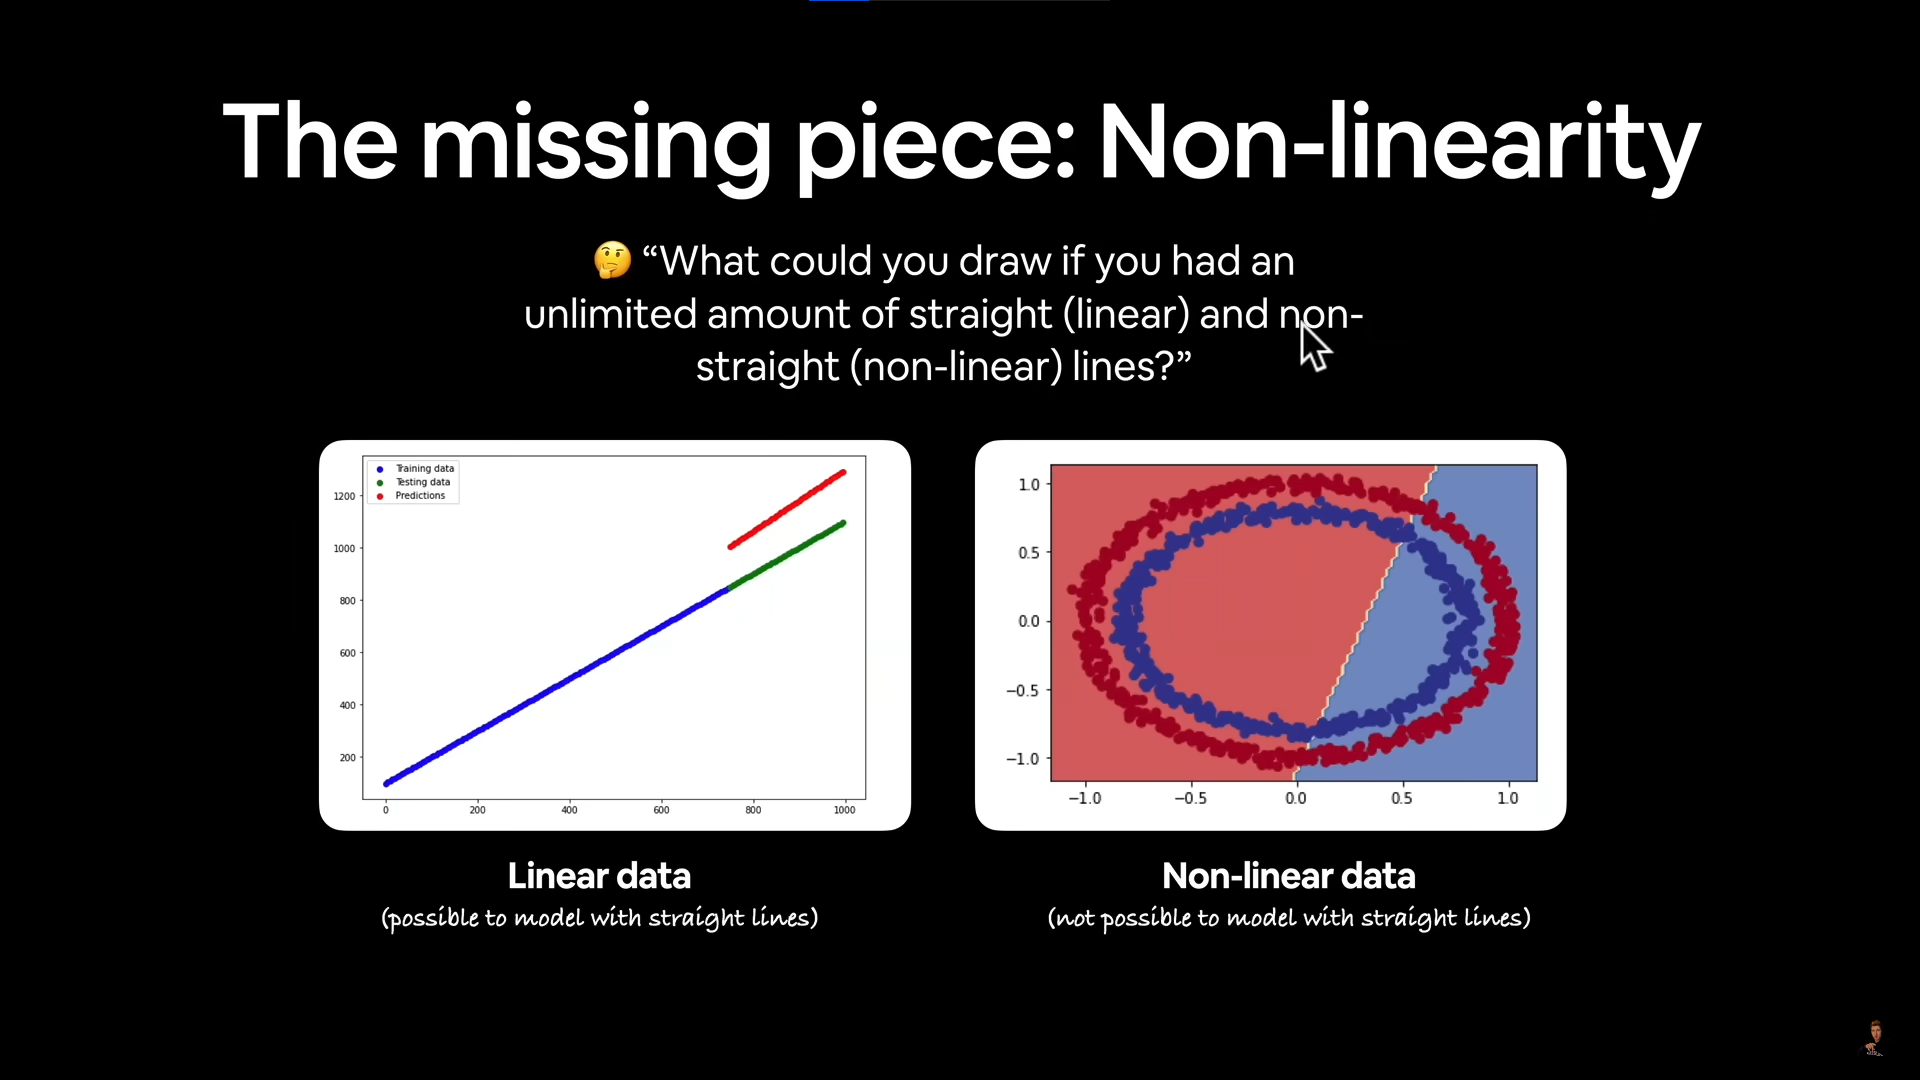 The missing piece: Non-linearity
🤔 “What could you draw if you had an
unlimited amount of straight (linear) and non-
straight (non-linear) lines?”
Training data
Testing data
Predictions
1200
1000
800
600
400
200
0 200 400 600 800 1000
1.0
0.5
0.0
−0.5
−1.0
−1.0 −0.5 0.0 0.5 1.0
Linear data
(possible to model with straight lines)
Non-linear data
(not possible to model with straight lines)